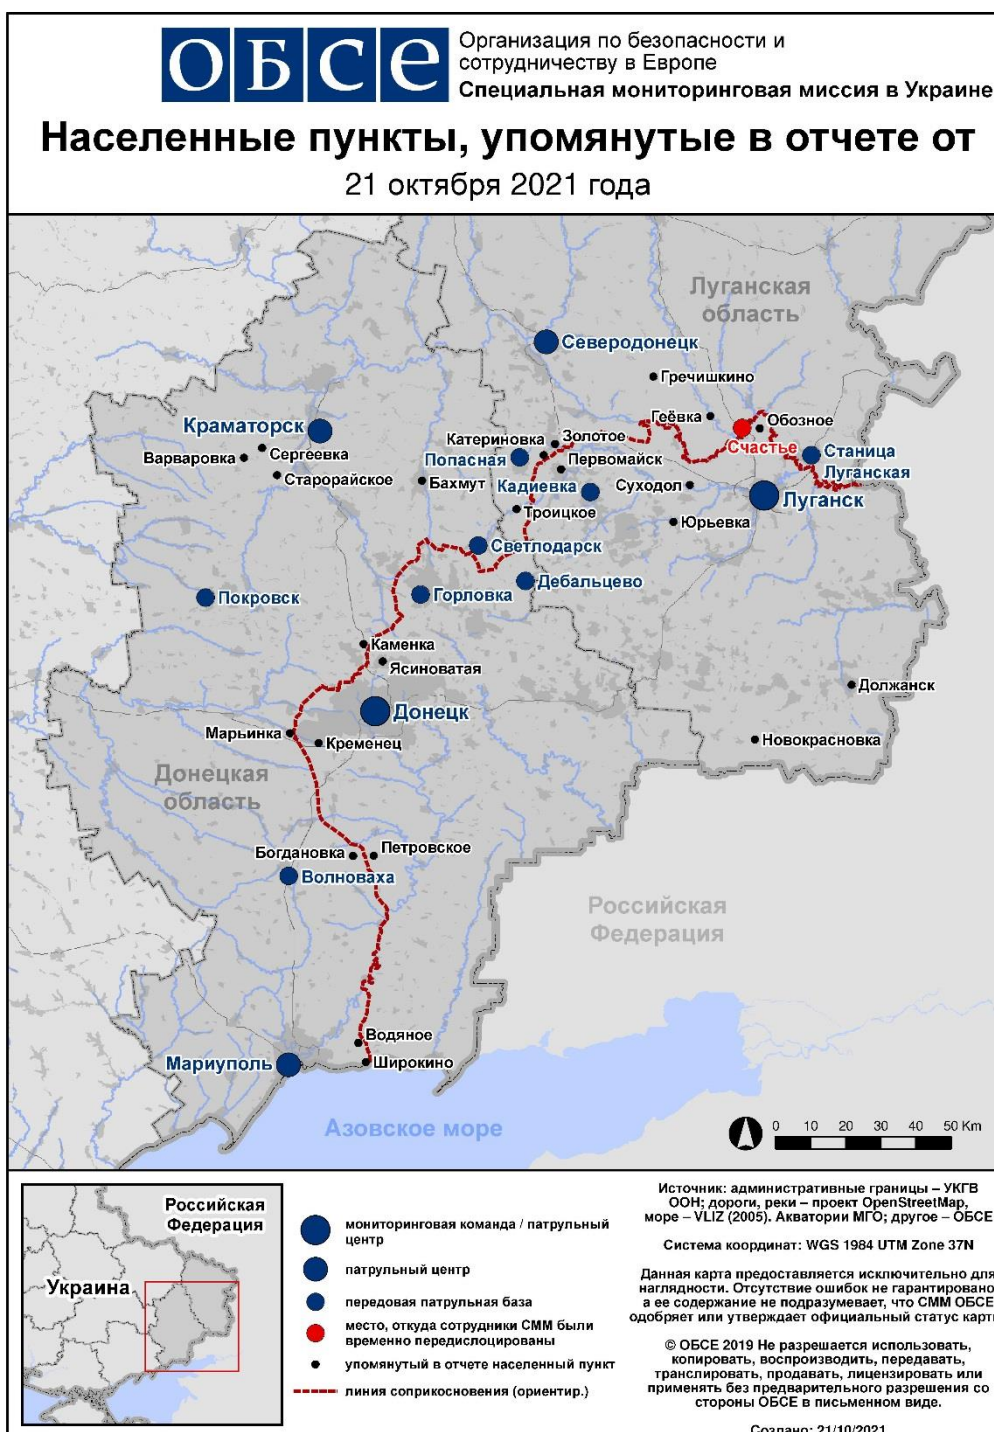 ОБСЕ
Организация по безопасности и
сотрудничеству в Европе
Специальная мониторинговая миссия в Украине
Населенные пункты, упомянутые в отчете от
21 октября 2021 года
Луганская
область
Северодонецк
Гречишкино
Геёвка
Обозное
Краматорск
Счастье
Катериновка
Золотое
Сергеевка
Варваровка
Попасная
Первомайск
Станица
Луганская
Старорайское
Бахмут
Кадиевка
Суходол
Луганск
Троицкое
Юрьевка
Светлодарск
Дебальцево
Покровск
Горловка
Каменка
Ясиноватая
Должанск
Донецк
Марьинка
Кременец
Новокрасновка
Донецкая
область
Богдановка
Петровское
Волноваха
Российская
Федерация
Водяное
Мариуполь
Широкино
Азовское море
0 10 20 30 40 50 Km
Российская
Федерация
Украина
мониторинговая команда / патрульный
центр
патрульный центр
передовая патрульная база
место, откуда сотрудники СММ были
временно передислоцированы
упомянутый в отчете населенный пункт
линия соприкосновения (ориентир.)
Источник: административные границы – УКГВ
ООН; дороги, реки – проект OpenStreetMap,
море – VLIZ (2005). Акватории МГО; другое – ОБСЕ
Система координат: WGS 1984 UTM Zone 37N
Данная карта предоставляется исключительно для
наглядности. Отсутствие ошибок не гарантировано,
а ее содержание не подразумевает, что СММ ОБСЕ
одобряет или утверждает официальный статус карты
© ОБСЕ 2019 Не разрешается использовать,
копировать, воспроизводить, передавать,
транслировать, продавать, лицензировать или
применять без предварительного разрешения со
стороны ОБСЕ в письменном виде.
Создано: 21/10/2021